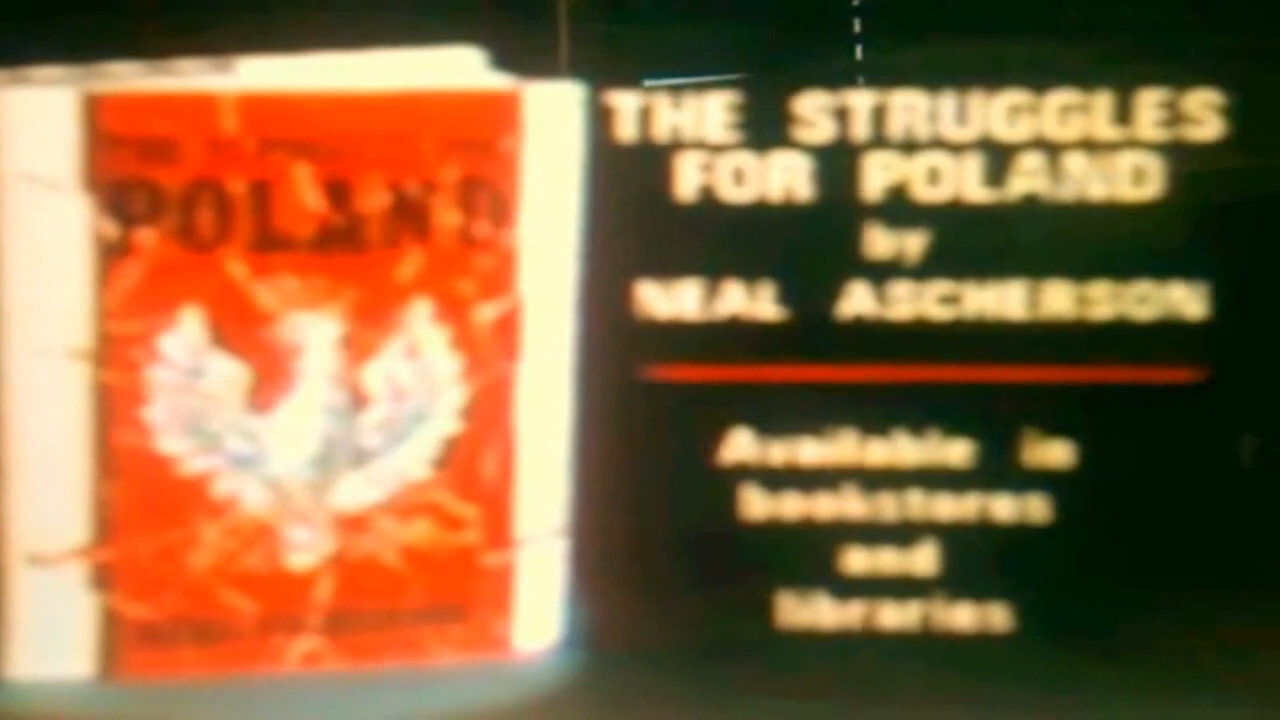 POLAND
THE STRUGGLES
FOR POLAND
by
NEAL ASCHERSON
Available in
bookstores
and
libraries